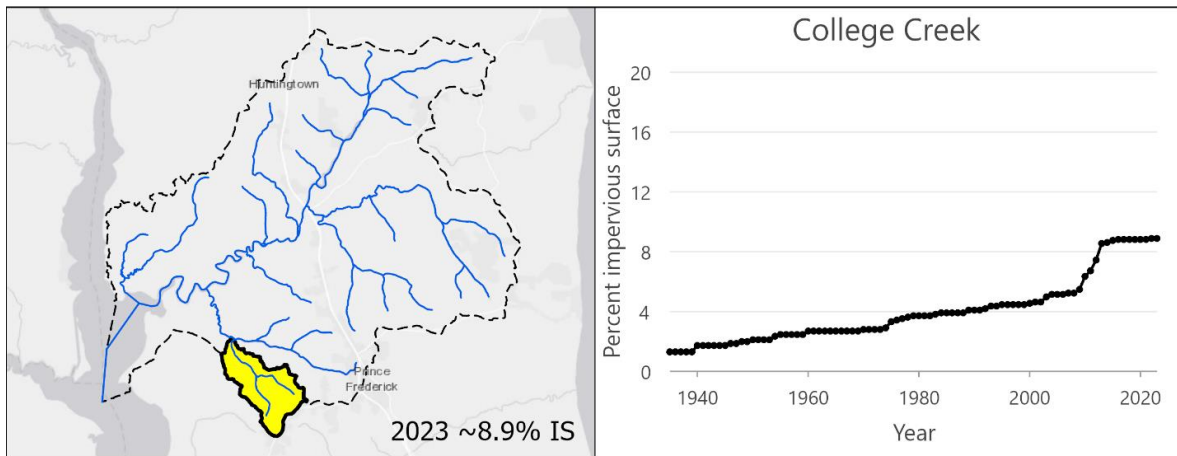 Huntingtown
Prince
Frederick
2023 ~8.9% IS
College Creek
Percent impervious surface
20
16
12
8
4
0
1940 1960 1980 2000 2020
Year